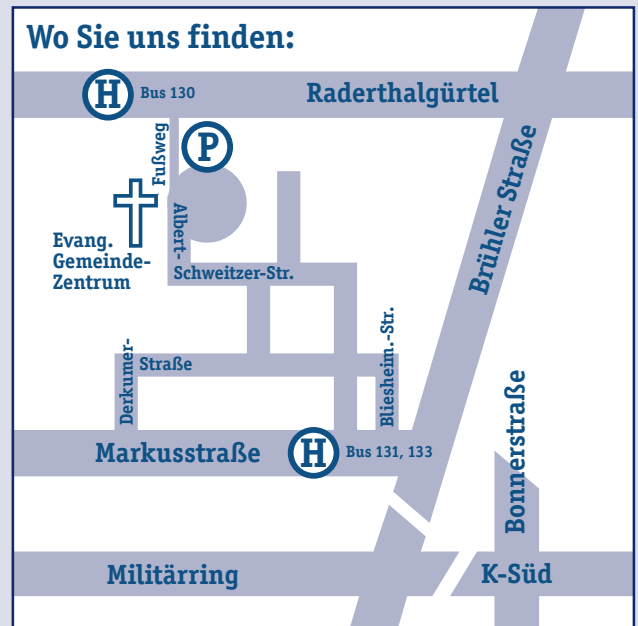 Wo Sie uns finden:
H Bus 130
Raderthalgürtel
Fußweg
P
Brühler Straße
Evang.
Gemeinde-
Zentrum
Albert-
Schweitzer-Str.
Derkumer-
Straße
Bliesheim.-Str.
Markusstraße
H Bus 131, 133
Bonnerstraße
Militärring
K-Süd